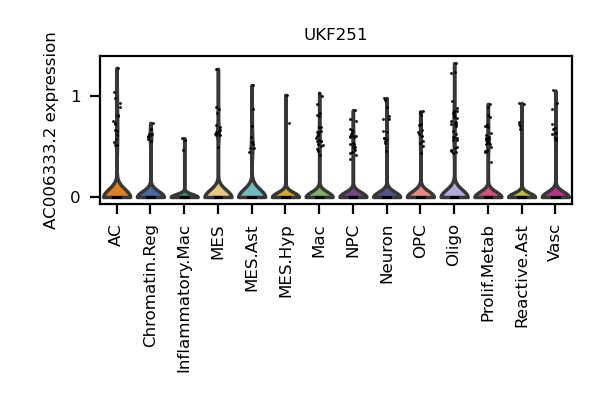 UKF251
AC006333.2 expression
1
0
AC
Chromatin.Reg
Inflammatory.Mac
MES
MES.Ast
MES.Hyp
Mac
NPC
Neuron
OPC
Oligo
Prolif.Metab
Reactive.Ast
Vasc